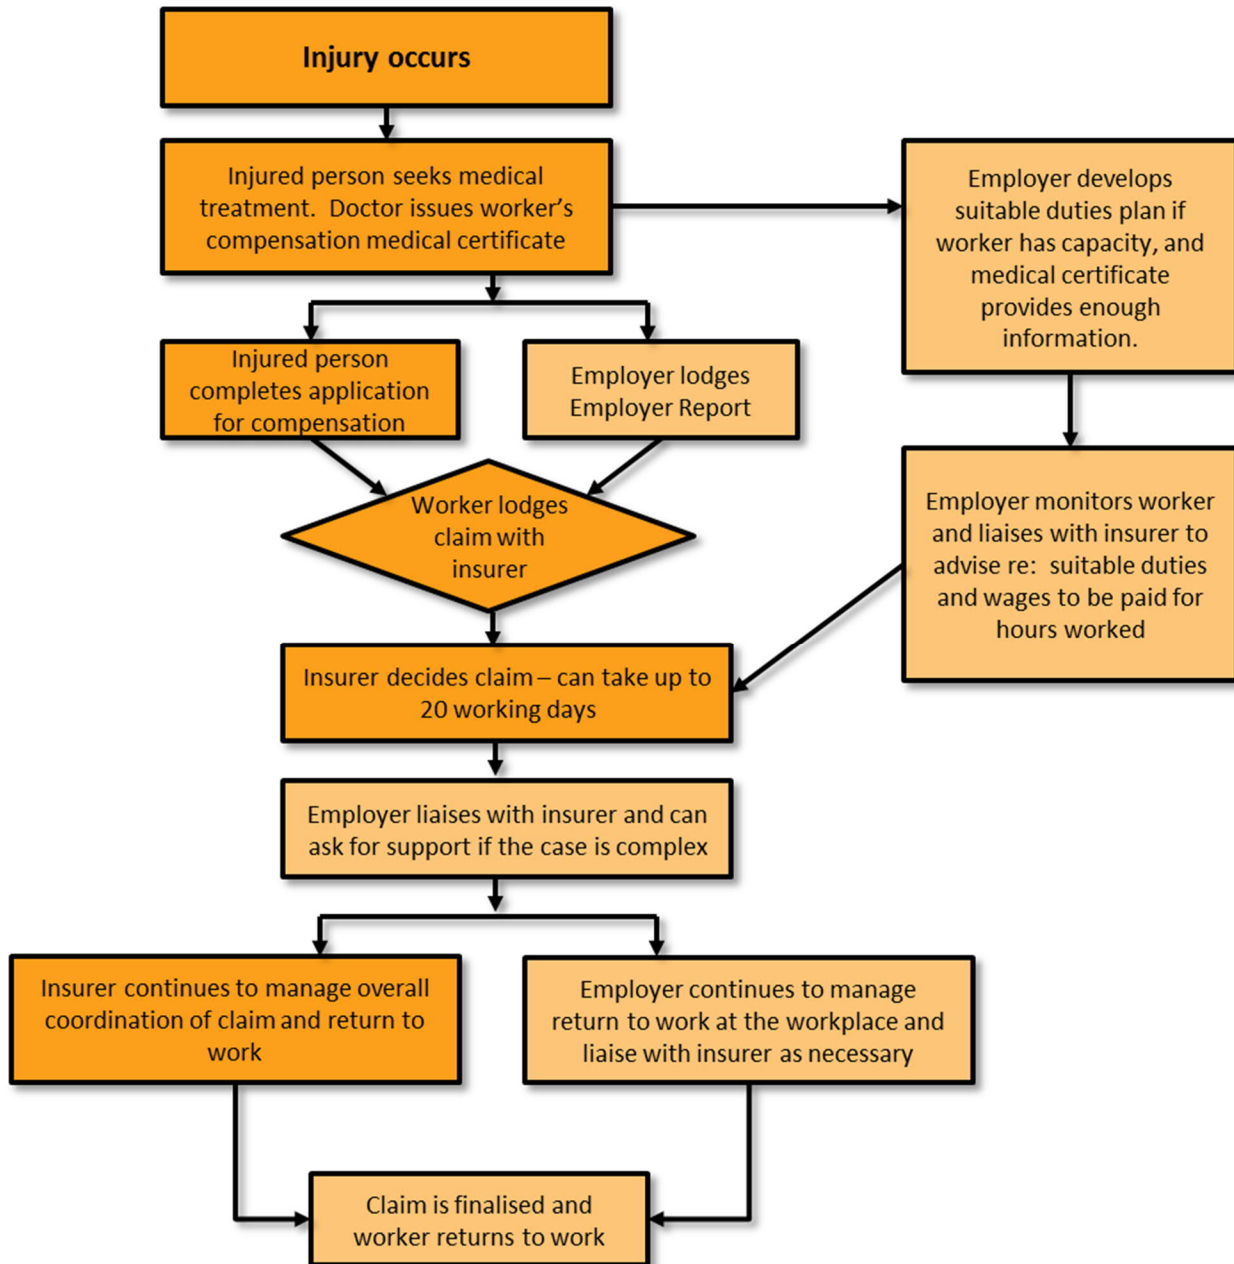 Injury occurs
Injured person seeks medical
treatment.  Doctor issues worker’s
compensation medical certificate
Employer develops
suitable duties plan if
worker has capacity, and
medical certificate
provides enough
information.
Injured person
completes application
for compensation
Employer lodges
Employer Report
Worker lodges
claim with
insurer
Employer monitors worker
and liaises with insurer to
advise re:  suitable duties
and wages to be paid for
hours worked
Insurer decides claim – can take up to
20 working days
Employer liaises with insurer and can
ask for support if the case is complex
Insurer continues to manage overall
coordination of claim and return to
work
Employer continues to manage
return to work at the workplace and
liaise with insurer as necessary
Claim is finalised and
worker returns to work